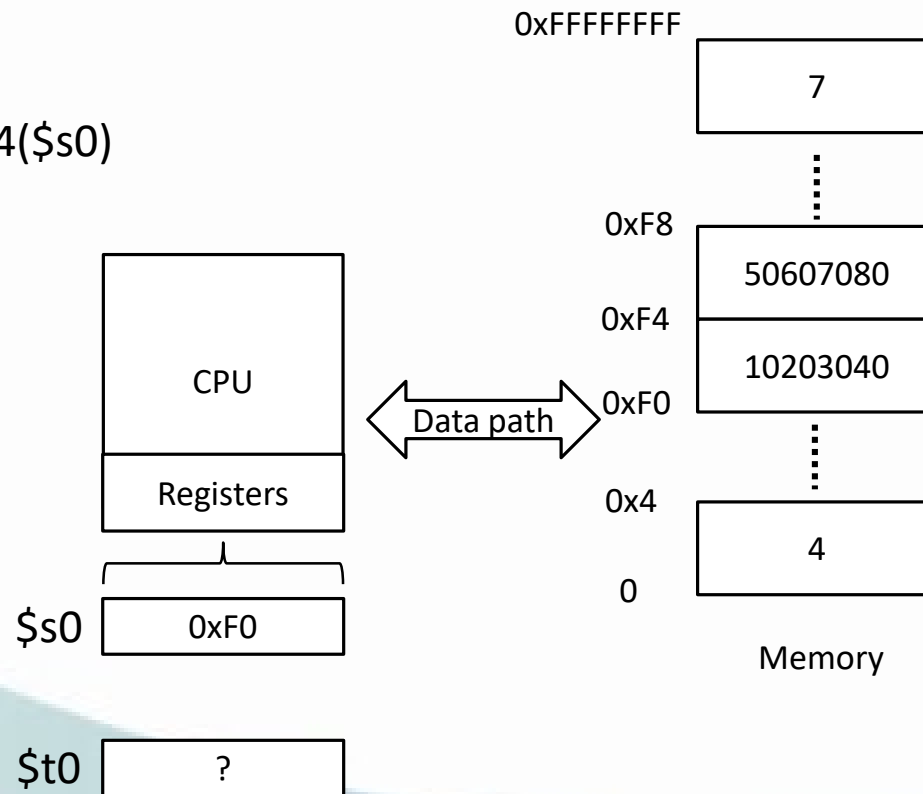 0xFFFFFFFF
7
4($s0)
0xF8
50607080
0xF4
CPU
10203040
Data path
0xF0
Registers
0x4
4
0
$s0
0xF0
Memory
$t0
?